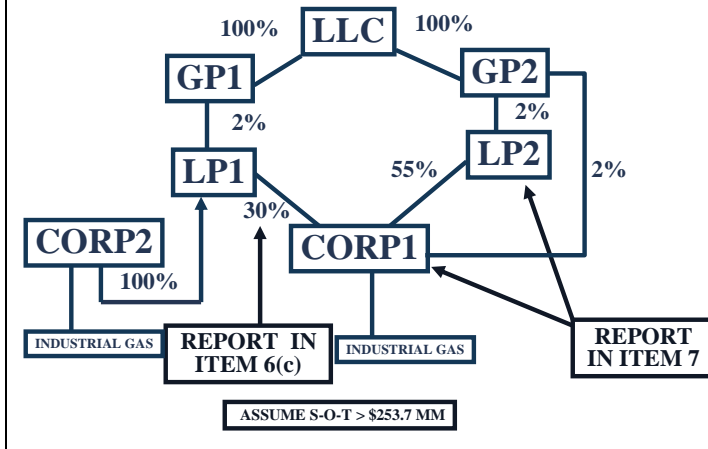 100%
LLC
100%
GP1
GP2
2%
2%
LP1
55%
LP2
2%
30%
CORP2
CORP1
100%
INDUSTRIAL GAS
REPORT IN
ITEM 6(c)
INDUSTRIAL GAS
REPORT
IN ITEM 7
ASSUME S-O-T > $253.7 MM